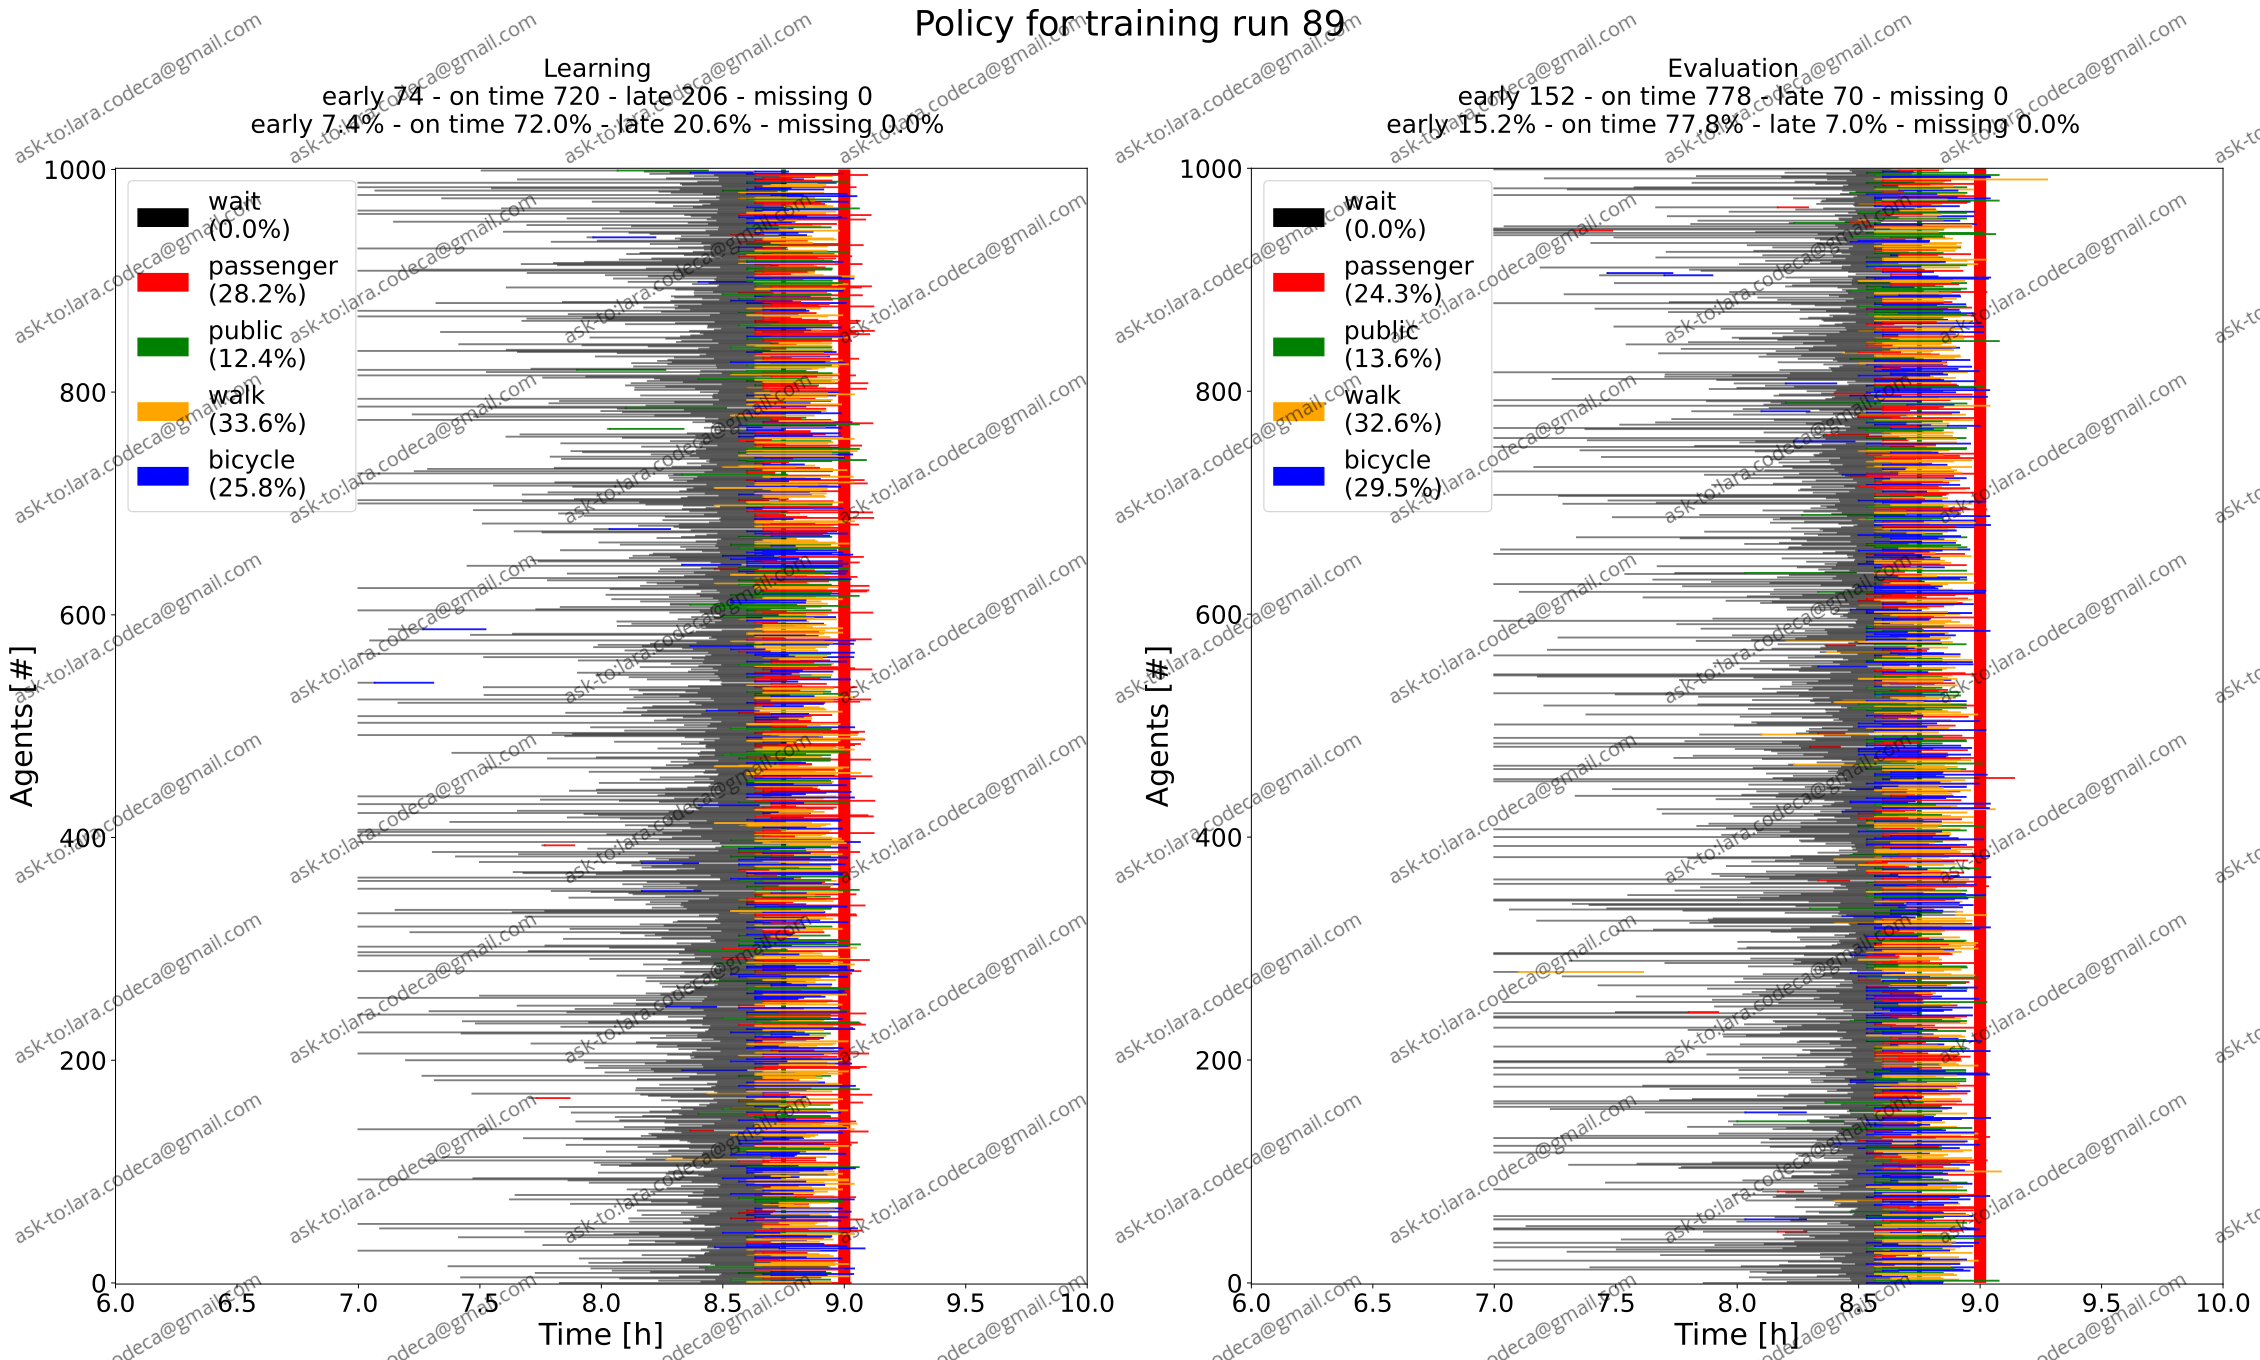 Policy for training run 89
Learning
early 74 - on time 720 - late 206 - missing 0
early 7.4% - on time 72.0% - late 20.6% - missing 0.0%
1000
800
600
400
200
0
Agents [#]
wait
(0.0%)
passenger
(28.2%)
public
(12.4%)
walk
(33.6%)
bicycle
(25.8%)
6.0 6.5 7.0 7.5 8.0 8.5 9.0 9.5 10.0
Time [h]
Evaluation
early 152 - on time 778 - late 70 - missing 0
early 15.2% - on time 77.8% - late 7.0% - missing 0.0%
1000
800
600
400
200
0
Agents [#]
wait
(0.0%)
passenger
(24.3%)
public
(13.6%)
walk
(32.6%)
bicycle
(29.5%)
6.0 6.5 7.0 7.5 8.0 8.5 9.0 9.5 10.0
Time [h]
ask-to:lara.codeca@gmail.com